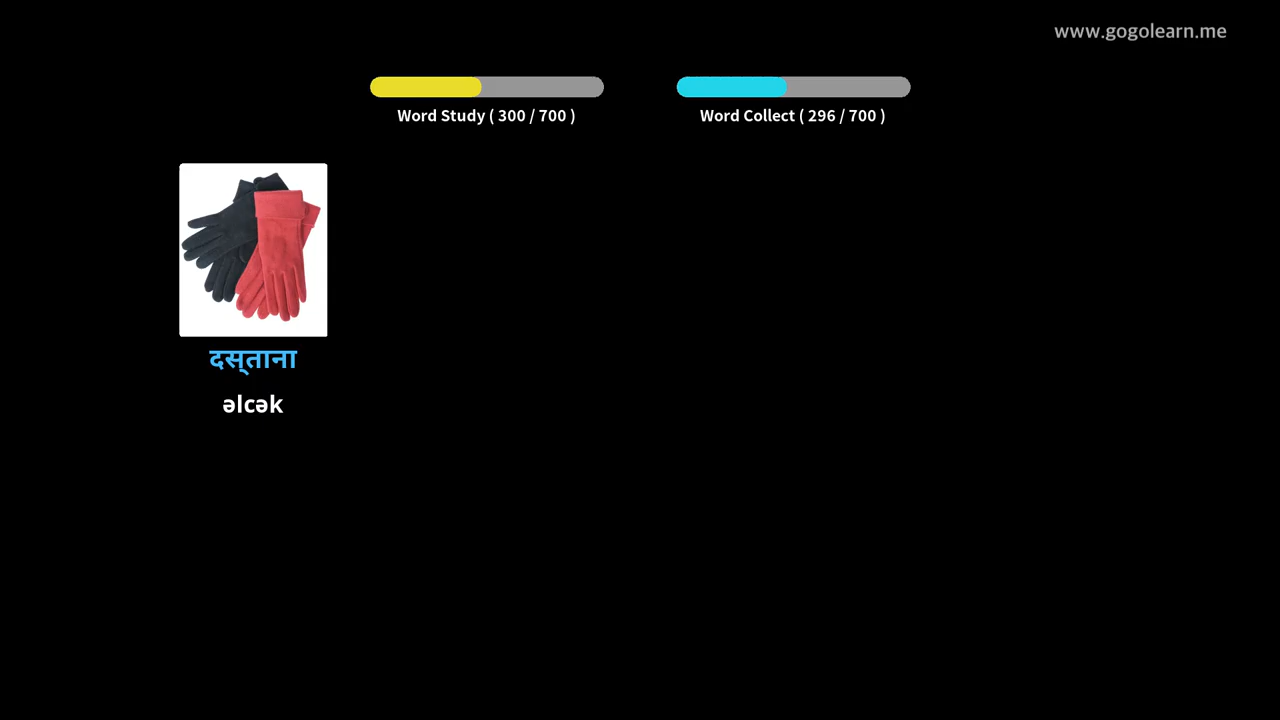 www.gogolearn.me
Word Study ( 300 / 700 )
Word Collect ( 296 / 700 )
दस्ताना
əlcək